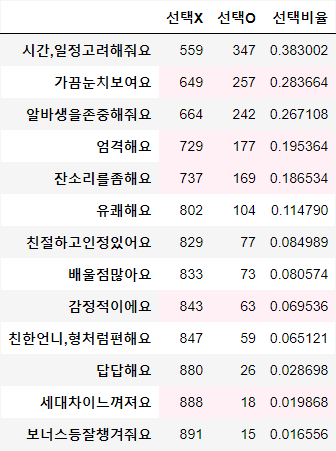 선택X 선택O 선택비율
시간,일정고려해줘요 559 347 0.383002
가끔눈치보여요 649 257 0.283664
알바생을존중해줘요 664 242 0.267108
엄격해요 729 177 0.195364
잔소리를좀해요 737 169 0.186534
유쾌해요 802 104 0.114790
친절하고인정있어요 829 77 0.084989
배울점많아요 833 73 0.080574
감정적이에요 843 63 0.069536
친한언니,형처럼편해요 847 59 0.065121
답답해요 880 26 0.028698
세대차이느껴져요 888 18 0.019868
보너스등잘챙겨줘요 891 15 0.016556